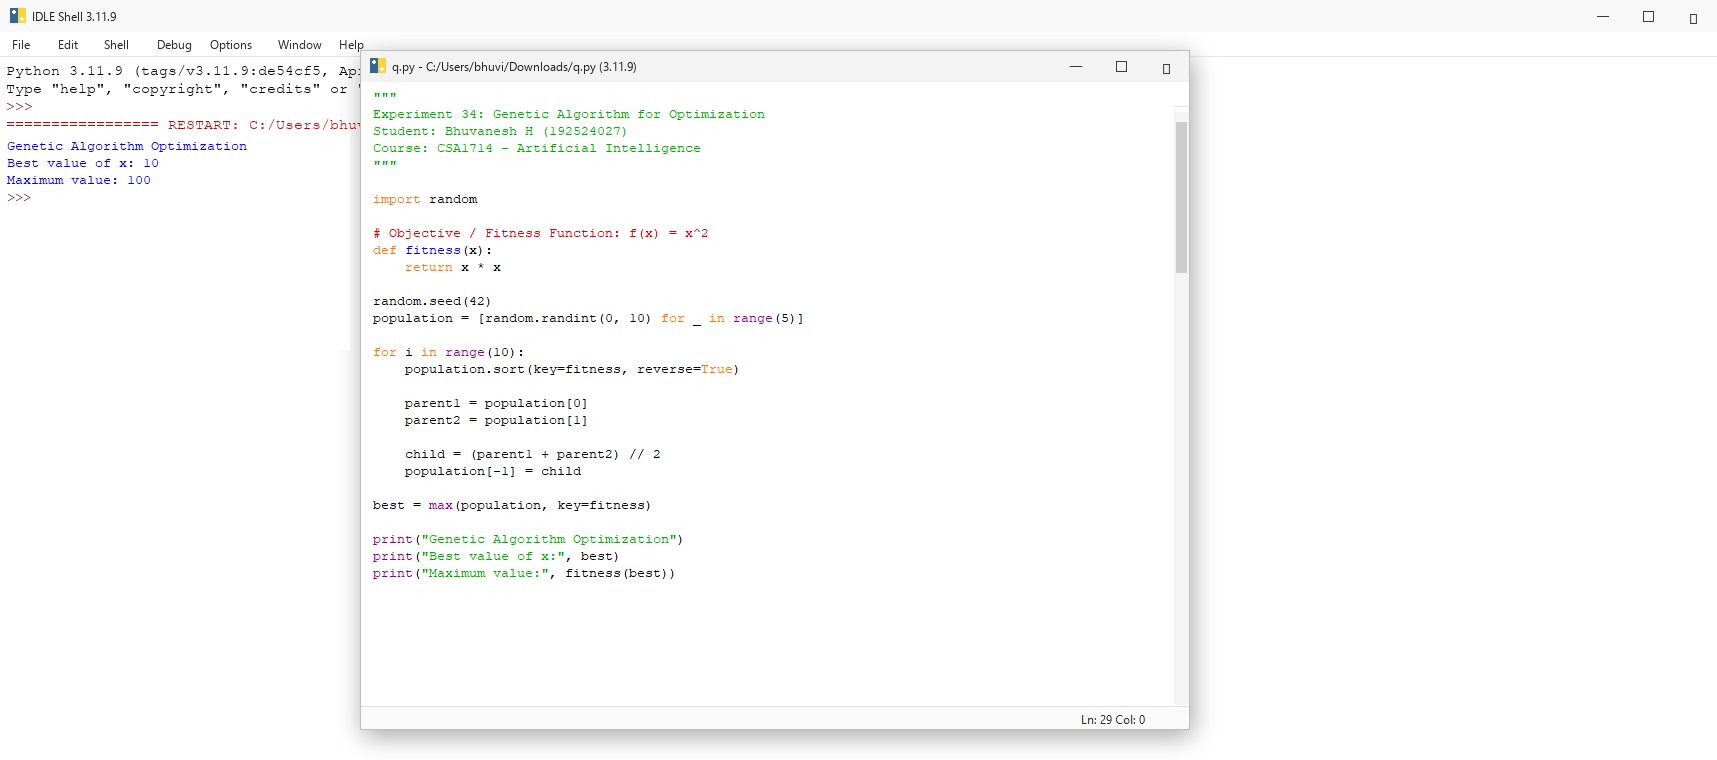 IDLE Shell 3.11.9
File Edit Shell Debug Options Window Help
Python 3.11.9 (tags/v3.11.9:de54cf5,
Type "help", "copyright", "credits" or
>>>
================= RESTART: C:/Users/bhuv
Genetic Algorithm Optimization
Best value of x: 10
Maximum value: 100
>>>
q.py - C:/Users/bhuvi/Downloads/q.py (3.11.9)
"""
Experiment 34: Genetic Algorithm for Optimization
Student: Bhuvanesh H (192524027)
Course: CSA1714 - Artificial Intelligence
"""
import random
# Objective / Fitness Function: f(x) = x^2
def fitness(x):
    return x * x
random.seed(42)
population = [random.randint(0, 10) for _ in range(5)]
for i in range(10):
    population.sort(key=fitness, reverse=True)
    parent1 = population[0]
    parent2 = population[1]
    child = (parent1 + parent2) // 2
    population[-1] = child
best = max(population, key=fitness)
print("Genetic Algorithm Optimization")
print("Best value of x:", best)
print("Maximum value:", fitness(best))
Ln: 29 Col: 0